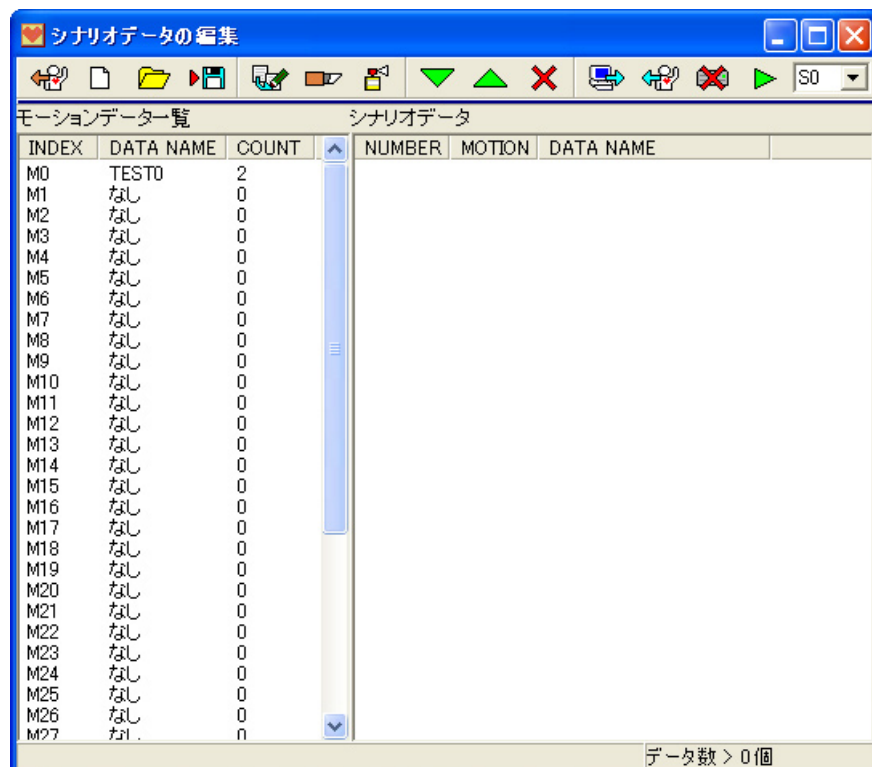 シナリオデータの編集
S0
モーションデータ一覧 シナリオデータ
INDEX DATA NAME COUNT NUMBER MOTION DATA NAME
M0 TEST0 2
M1 なし 0
M2 なし 0
M3 なし 0
M4 なし 0
M5 なし 0
M6 なし 0
M7 なし 0
M8 なし 0
M9 なし 0
M10 なし 0
M11 なし 0
M12 なし 0
M13 なし 0
M14 なし 0
M15 なし 0
M16 なし 0
M17 なし 0
M18 なし 0
M19 なし 0
M20 なし 0
M21 なし 0
M22 なし 0
M23 なし 0
M24 なし 0
M25 なし 0
M26 なし 0
M27 なし 0
データ数 > 0個